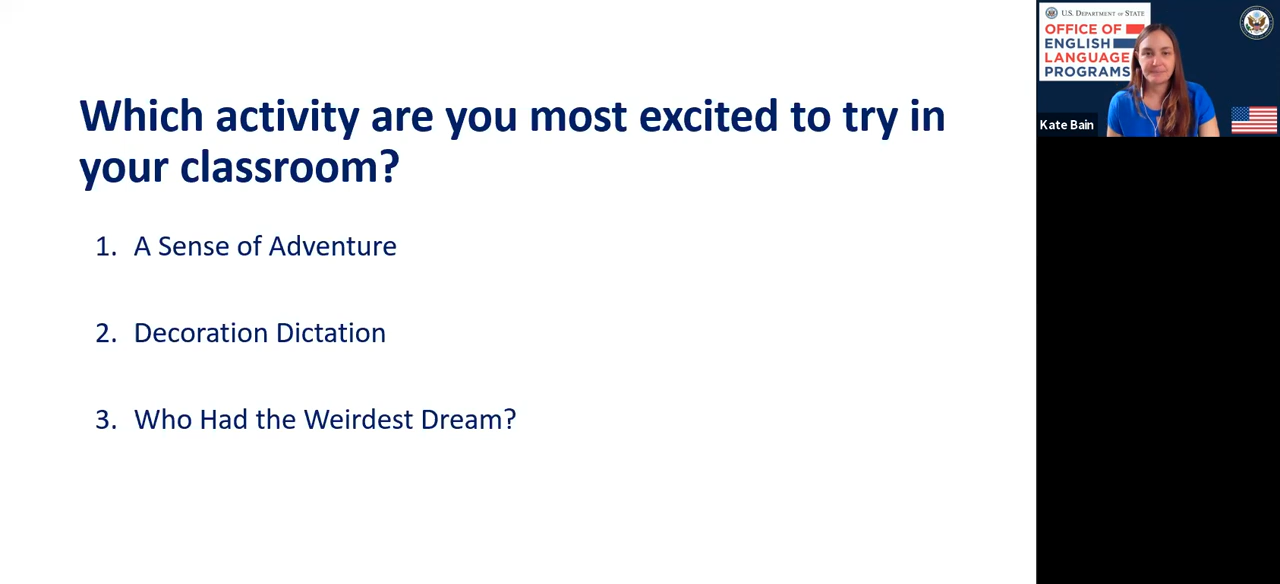 Which activity are you most excited to try in
your classroom?
1. A Sense of Adventure
2. Decoration Dictation
3. Who Had the Weirdest Dream?
U.S. DEPARTMENT OF STATE
OFFICE OF
ENGLISH
LANGUAGE
PROGRAMS
Kate Bain